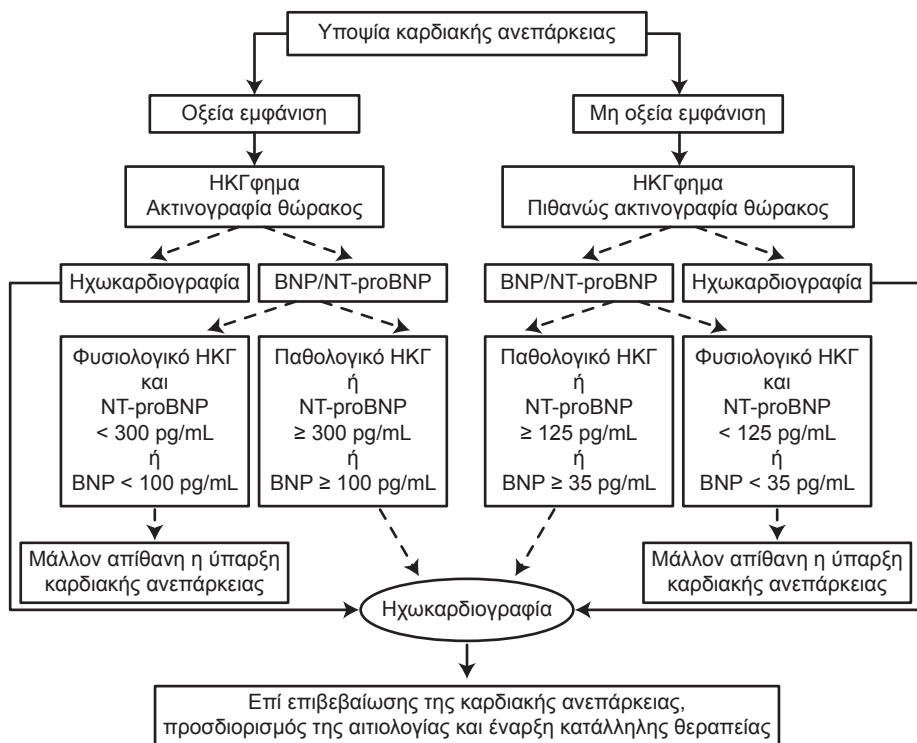 Υποψία καρδιακής ανεπάρκειας
Οξεία εμφάνιση
Μη οξεία εμφάνιση
ΗΚΓφημα
Ακτινογραφία θώρακος
ΗΚΓφημα
Πιθανώς ακτινογραφία θώρακος
Ηχωκαρδιογραφία
BNP/NT-proBNP
BNP/NT-proBNP
Ηχωκαρδιογραφία
Φυσιολογικό ΗΚΓ
και
NT-proBNP
< 300 pg/mL
ή
BNP < 100 pg/mL
Παθολογικό ΗΚΓ
ή
NT-proBNP
≥ 300 pg/mL
ή
BNP ≥ 100 pg/mL
Παθολογικό ΗΚΓ
ή
NT-proBNP
≥ 125 pg/mL
ή
BNP ≥ 35 pg/mL
Φυσιολογικό ΗΚΓ
και
NT-proBNP
< 125 pg/mL
ή
BNP < 35 pg/mL
Μάλλον απίθανη η ύπαρξη
καρδιακής ανεπάρκειας
Μάλλον απίθανη η ύπαρξη
καρδιακής ανεπάρκειας
Ηχωκαρδιογραφία
Επί επιβεβαίωσης της καρδιακής ανεπάρκειας,
προσδιορισμός της αιτιολογίας και έναρξη κατάλληλης θεραπείας